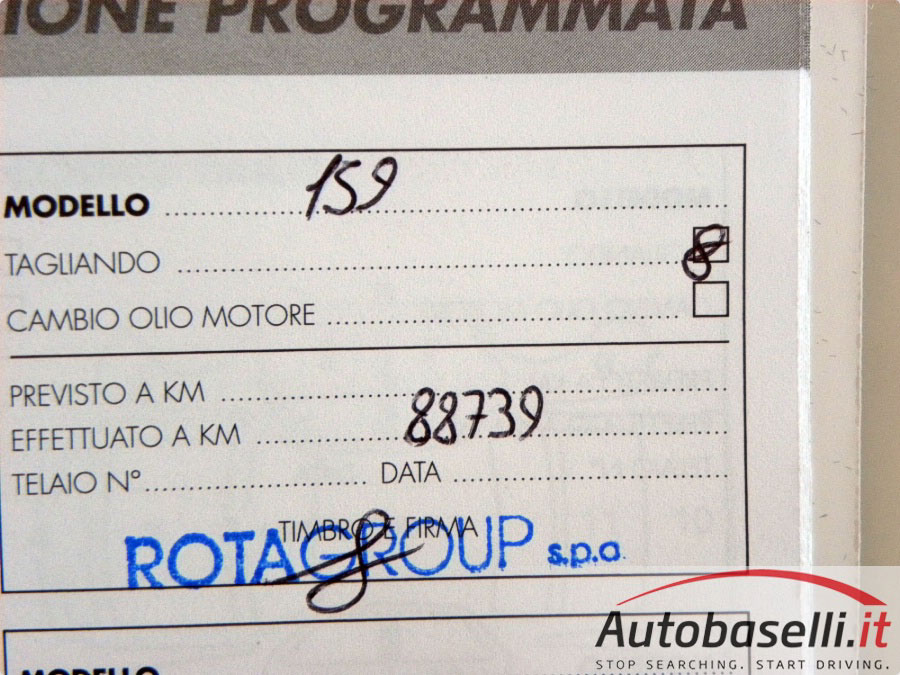 IONE PROGRAMMATA
MODELLO 159
TAGLIANDO
CAMBIO OLIO MOTORE
PREVISTO A KM
EFFETTUATO A KM 88739
TELAIO N° DATA
TIMBRO E FIRMA
ROTAGROUP s.p.a.
MODELLO
Autobaselli.it
STOP SEARCHING. START DRIVING.